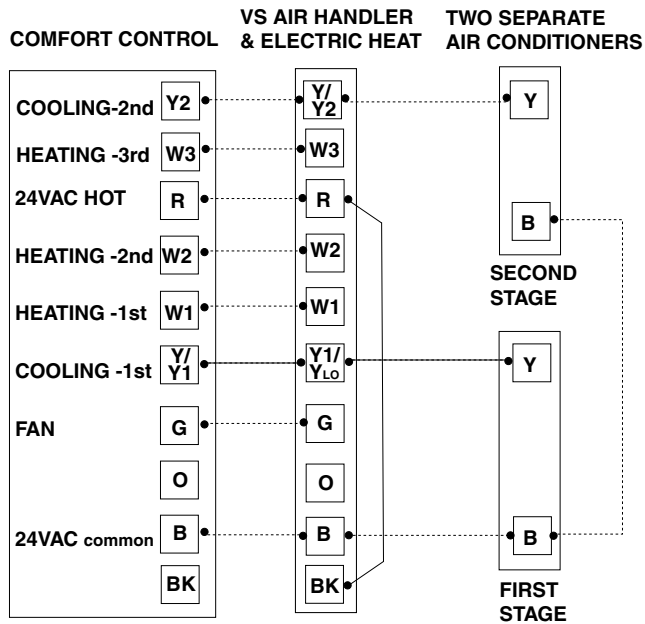 VS AIR HANDLER
& ELECTRIC HEAT
TWO SEPARATE
AIR CONDITIONERS
COMFORT CONTROL
COOLING-2nd Y2 Y/ Y
Y2
HEATING -3rd W3 W3
24VAC HOT R R
B
HEATING -2nd W2 W2
SECOND
STAGE
HEATING -1st W1 W1
COOLING -1st Y/ Y1/ Y
Y1 YLO
FAN G G
O O
24VAC common B B B
BK BK
FIRST
STAGE